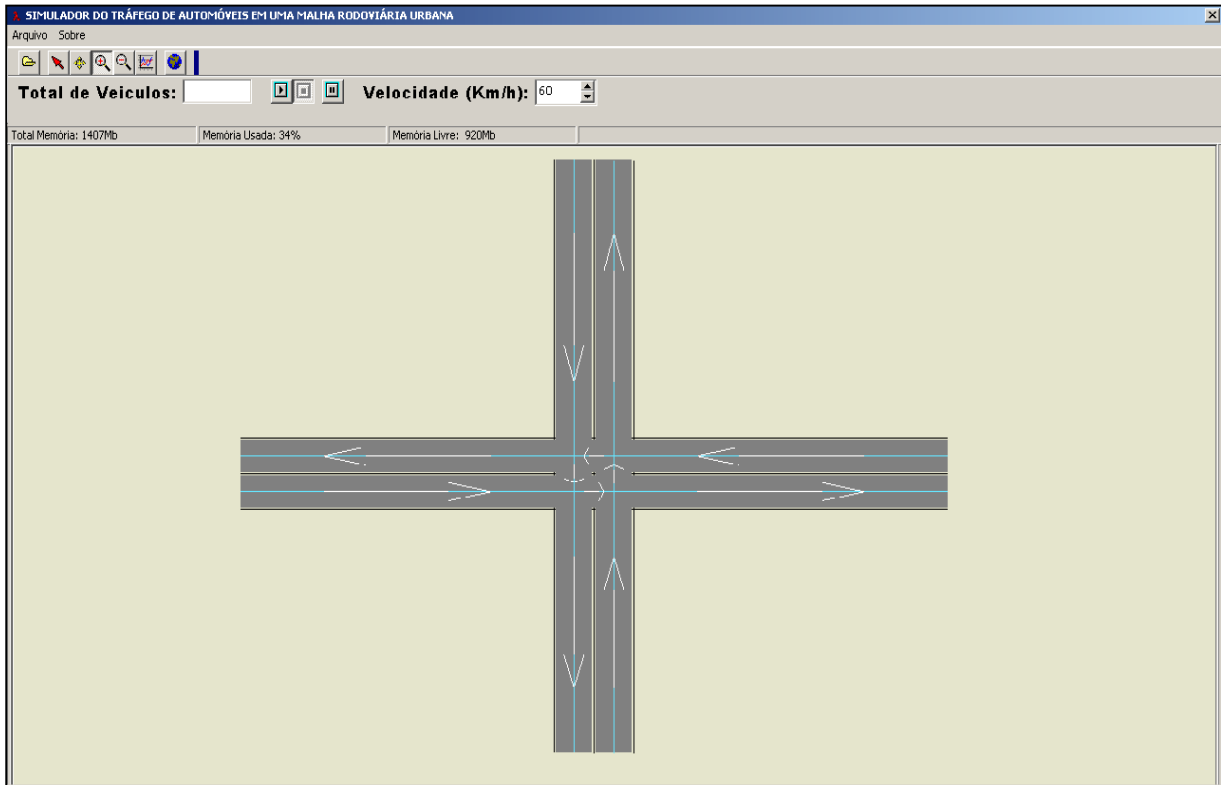 SIMULADOR DO TRÁFEGO DE AUTOMÓVEIS EM UMA MALHA RODOVIÁRIA URBANA
Arquivo Sobre
Total de Veiculos: Velocidade (Km/h): 60
Total Memória: 1407Mb Memória Usada: 34% Memória Livre: 920Mb